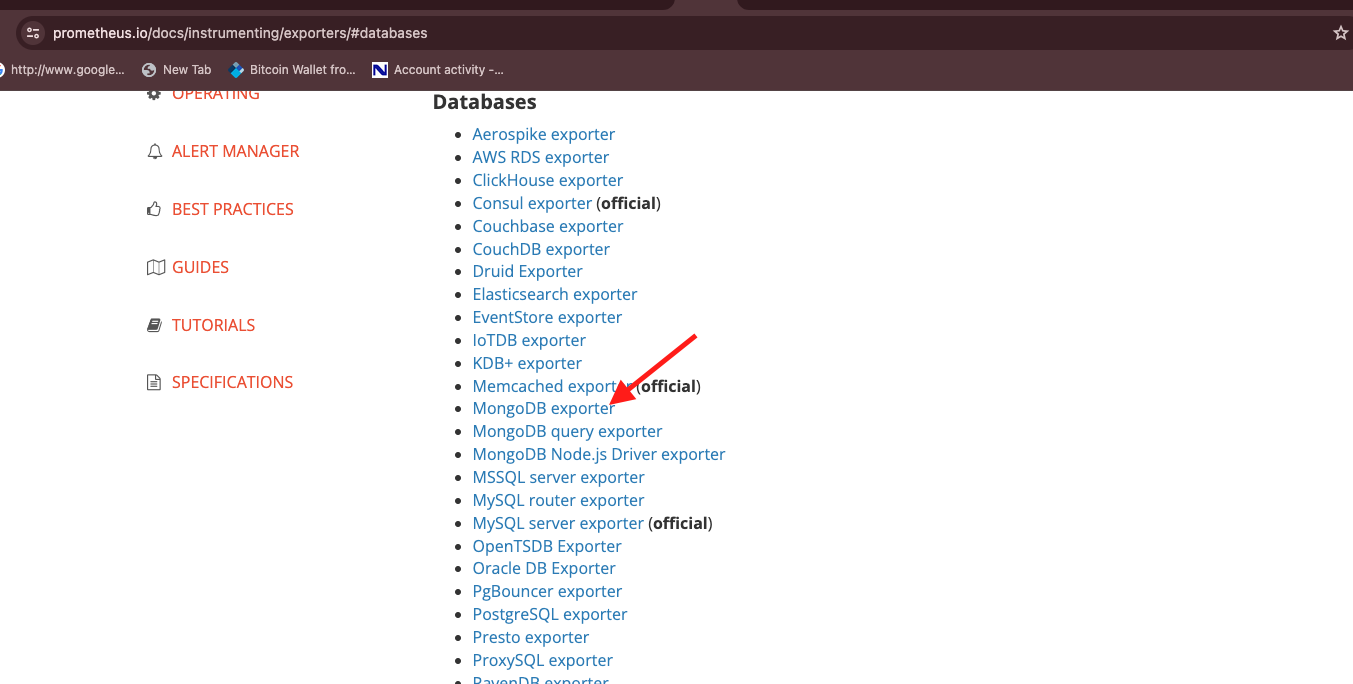 prometheus.io/docs/instrumenting/exporters/#databases
http://www.google... New Tab Bitcoin Wallet fro... Account activity -...
OPERATING
ALERT MANAGER
BEST PRACTICES
GUIDES
TUTORIALS
SPECIFICATIONS
Databases
Aerospike exporter
AWS RDS exporter
ClickHouse exporter
Consul exporter (official)
Couchbase exporter
CouchDB exporter
Druid Exporter
Elasticsearch exporter
EventStore exporter
IoTDB exporter
KDB+ exporter
Memcached exporter (official)
MongoDB exporter
MongoDB query exporter
MongoDB Node.js Driver exporter
MSSQL server exporter
MySQL router exporter
MySQL server exporter (official)
OpenTSDB Exporter
Oracle DB Exporter
PgBouncer exporter
PostgreSQL exporter
Presto exporter
ProxySQL exporter
RavenDB exporter